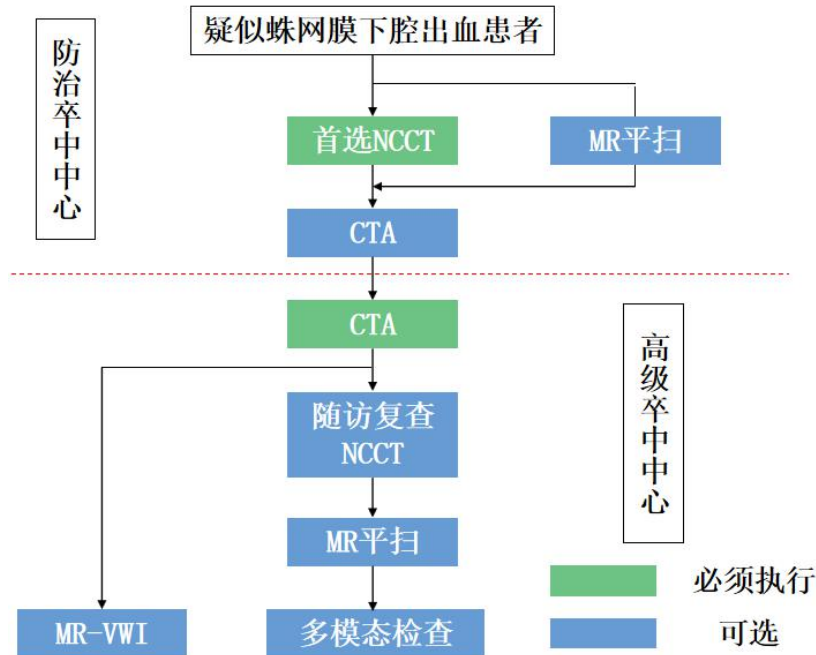 疑似蛛网膜下腔出血患者
防治卒中中心
首选NCCT
MR平扫
CTA
CTA
高级卒中中心
随访复查
NCCT
MR平扫
MR-VWI
多模态检查
必须执行
可选